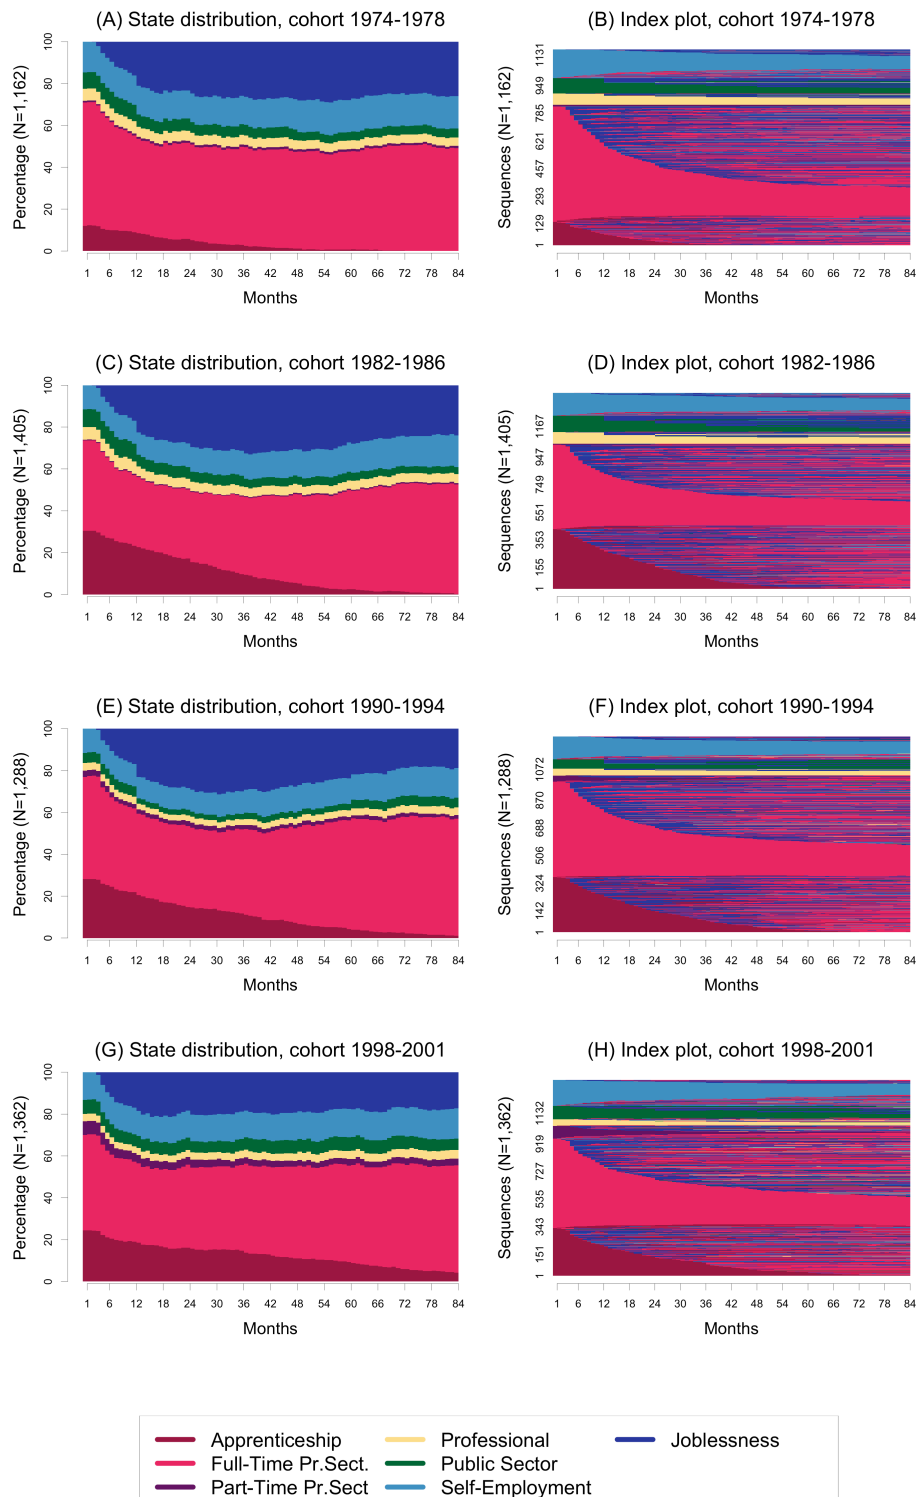 (A) State distribution, cohort 1974-1978
(B) Index plot, cohort 1974-1978
Percentage (N=1,162)
0 20 40 60 80 100
1 6 12 18 24 30 36 42 48 54 60 66 72 78 84
Months
Sequences (N=1,162)
1 129 293 457 621 785 949 1131
1 6 12 18 24 30 36 42 48 54 60 66 72 78 84
Months
(C) State distribution, cohort 1982-1986
(D) Index plot, cohort 1982-1986
Percentage (N=1,405)
0 20 40 60 80 100
1 6 12 18 24 30 36 42 48 54 60 66 72 78 84
Months
Sequences (N=1,405)
1 155 353 551 749 947 1167
1 6 12 18 24 30 36 42 48 54 60 66 72 78 84
Months
(E) State distribution, cohort 1990-1994
(F) Index plot, cohort 1990-1994
Percentage (N=1,288)
0 20 40 60 80 100
1 6 12 18 24 30 36 42 48 54 60 66 72 78 84
Months
Sequences (N=1,288)
1 142 324 506 688 870 1072
1 6 12 18 24 30 36 42 48 54 60 66 72 78 84
Months
(G) State distribution, cohort 1998-2001
(H) Index plot, cohort 1998-2001
Percentage (N=1,362)
0 20 40 60 80 100
1 6 12 18 24 30 36 42 48 54 60 66 72 78 84
Months
Sequences (N=1,362)
1 151 343 535 727 919 1132
1 6 12 18 24 30 36 42 48 54 60 66 72 78 84
Months
Apprenticeship
Full-Time Pr.Sect.
Part-Time Pr.Sect
Professional
Public Sector
Self-Employment
Joblessness